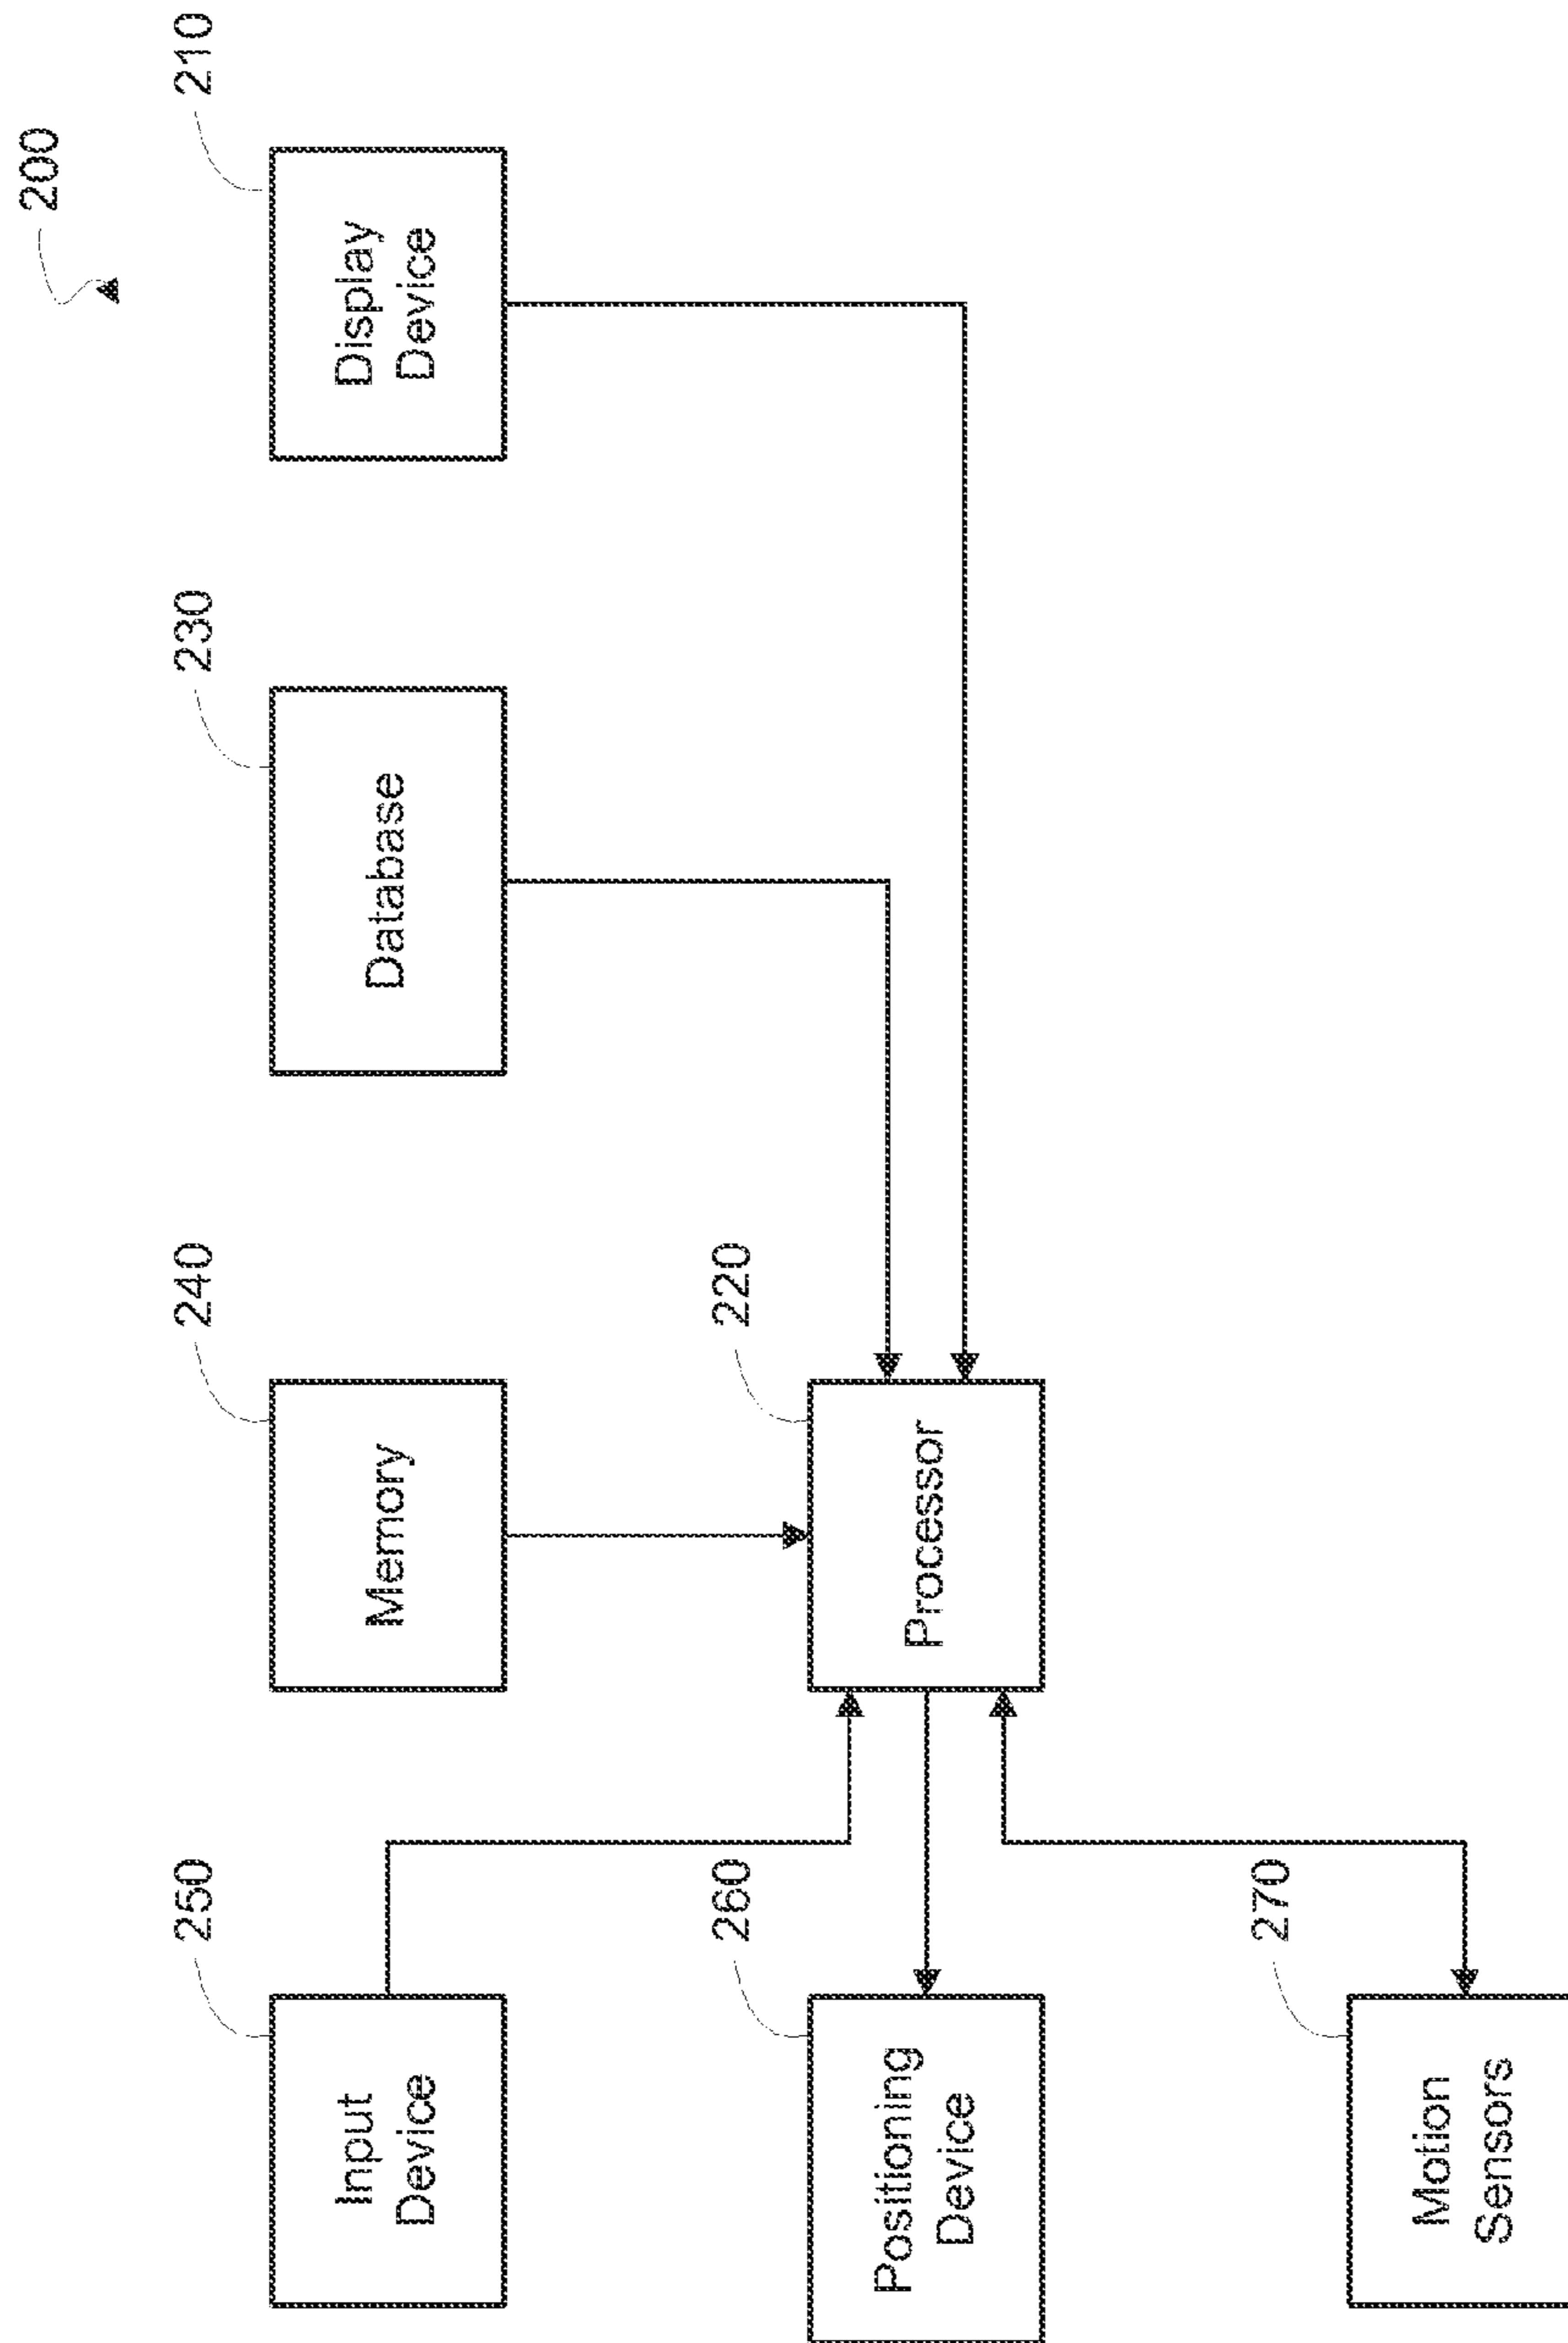 200
250
Input
Device
240
Memory
230
Database
210
Display
Device
260
Positioning
Device
220
Processor
270
Motion
Sensors